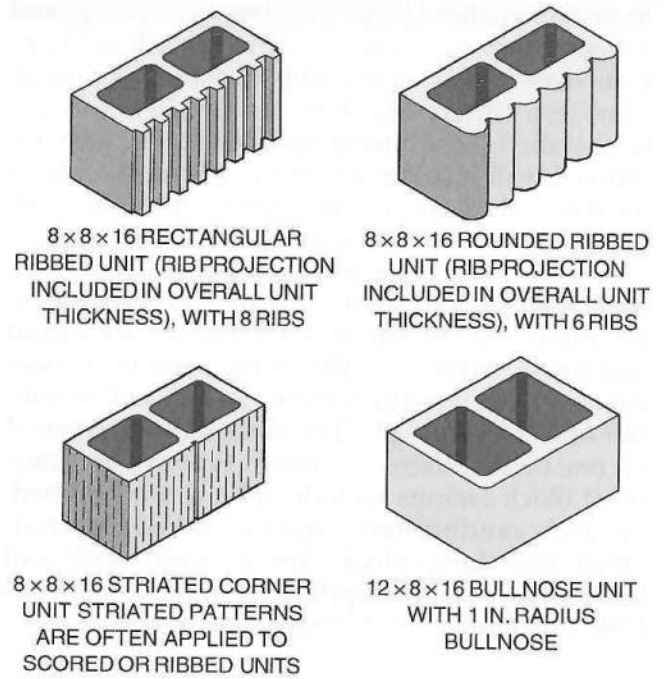 8×8×16 RECTANGULAR
RIBBED UNIT (RIB PROJECTION
INCLUDED IN OVERALL UNIT
THICKNESS), WITH 8 RIBS
8×8×16 ROUNDED RIBBED
UNIT (RIB PROJECTION
INCLUDED IN OVERALL UNIT
THICKNESS), WITH 6 RIBS
8×8×16 STRIATED CORNER
UNIT STRIATED PATTERNS
ARE OFTEN APPLIED TO
SCORED OR RIBBED UNITS
12×8×16 BULLNOSE UNIT
WITH 1 IN. RADIUS
BULLNOSE